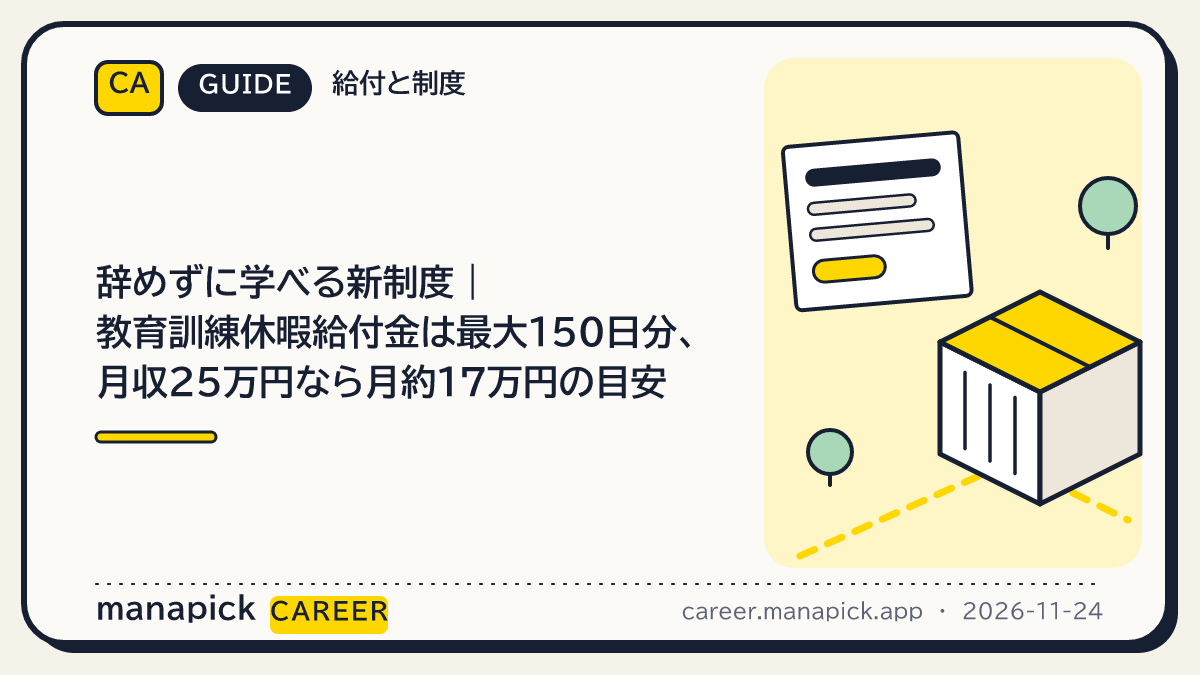 CA GUIDE 給付と制度
辞めずに学べる新制度｜
教育訓練休暇給付金は最大150日分、
月収25万円なら月約17万円の目安
manapick CAREER
career.manapick.app ・ 2026-11-24